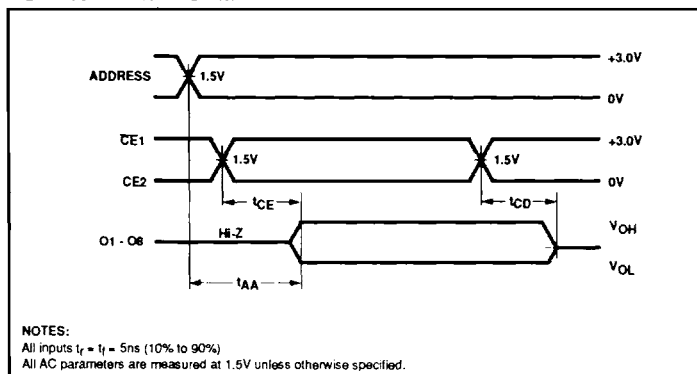 ADDRESS
1.5V
+3.0V
0V
CE1
CE2
1.5V
1.5V
+3.0V
0V
tCE
tCD
O1 - O8
Hi-Z
VOH
VOL
tAA
NOTES:
All inputs tr = tf = 5ns (10% to 90%)
All AC parameters are measured at 1.5V unless otherwise specified.